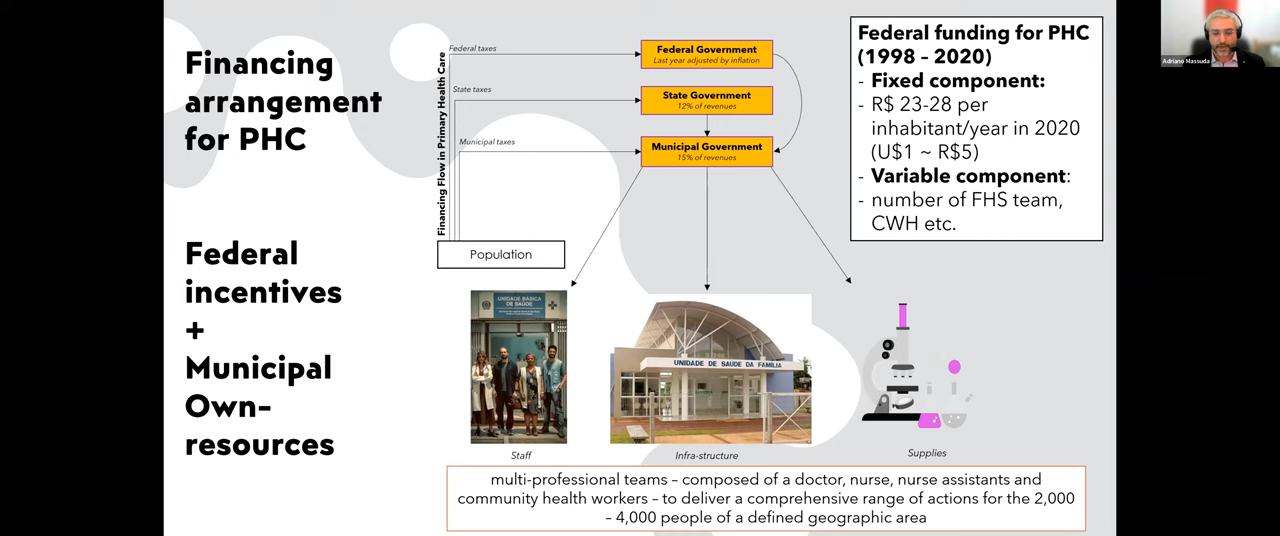 Financing
arrangement
for PHC
Federal
incentives
+
Municipal
Own-
resources
Financing Flow in Primary Health Care
Federal taxes
State taxes
Municipal taxes
Federal Government
Last year adjusted by inflation
State Government
12% of revenues
Municipal Government
15% of revenues
Population
Federal funding for PHC
(1998 – 2020)
- Fixed component:
- R$ 23-28 per
inhabitant/year in 2020
(U$1 ~ R$5)
- Variable component:
- number of FHS team,
CWH etc.
UNIDADE BÁSICA
DE SAÚDE
UNIDADE DE SAÚDE DA FAMÍLIA
Staff
Infra-structure
Supplies
multi-professional teams – composed of a doctor, nurse, nurse assistants and
community health workers – to deliver a comprehensive range of actions for the 2,000
– 4,000 people of a defined geographic area
Adriano Massuda